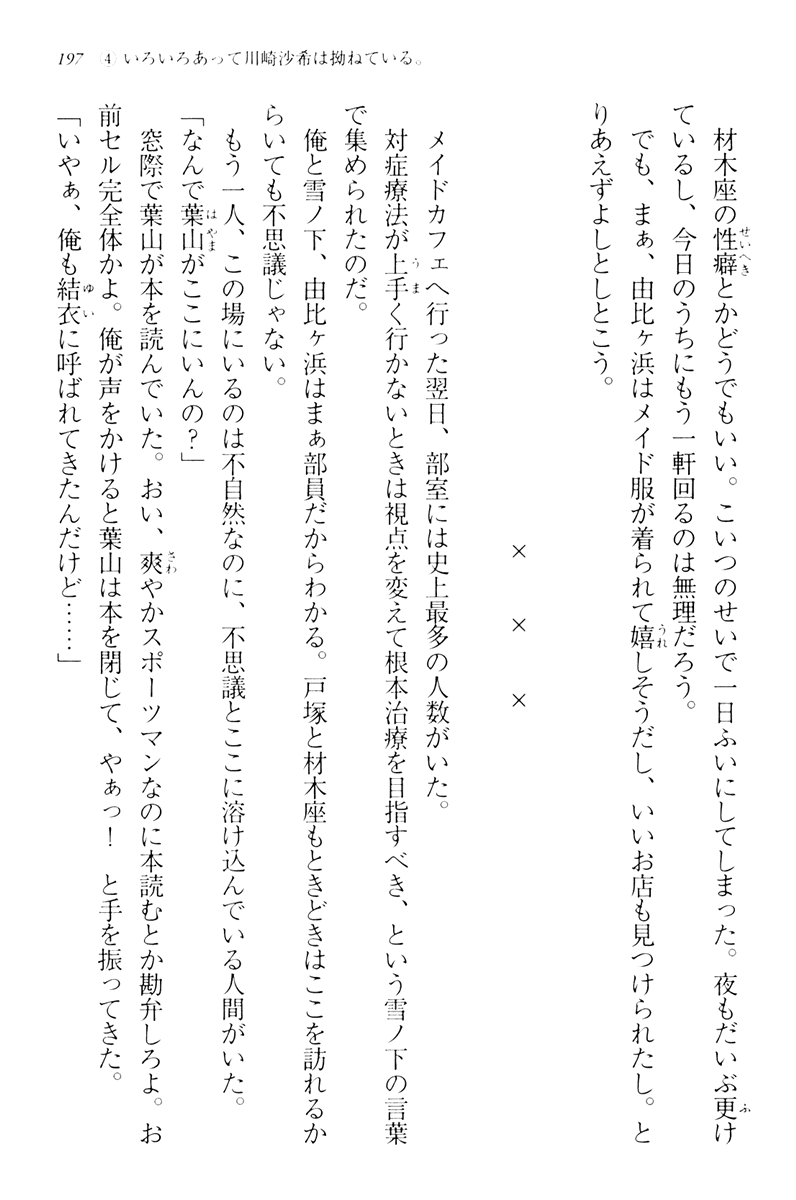 197 ④ いろいろあって川崎沙希は拗ねている。
材木座の性癖とかどうでもいい。こいつのせいで一日ふいにしてしまった。夜もだいぶ更け
ているし、今日のうちにもう一軒回るのは無理だろう。
でも、まぁ、由比ヶ浜はメイド服が着られて嬉しそうだし、いいお店も見つけられたし。と
りあえずよしとしとこう。
× × ×
メイドカフェへ行った翌日、部室には史上最多の人数がいた。
対症療法が上手く行かないときは視点を変えて根本治療を目指すべき、という雪ノ下の言葉
で集められたのだ。
俺と雪ノ下、由比ヶ浜はまぁ部員だからわかる。戸塚と材木座もときどきはここを訪れるか
らいても不思議じゃない。
もう一人、この場にいるのは不自然なのに、不思議とここに溶け込んでいる人間がいた。
「なんで葉山がここにいんの？」
窓際で葉山が本を読んでいた。おい、爽やかスポーツマンなのに本読むとか勘弁しろよ。お
前セル完全体かよ。俺が声をかけると葉山は本を閉じて、やぁっ！　と手を振ってきた。
「いやぁ、俺も結衣に呼ばれてきたんだけど……」